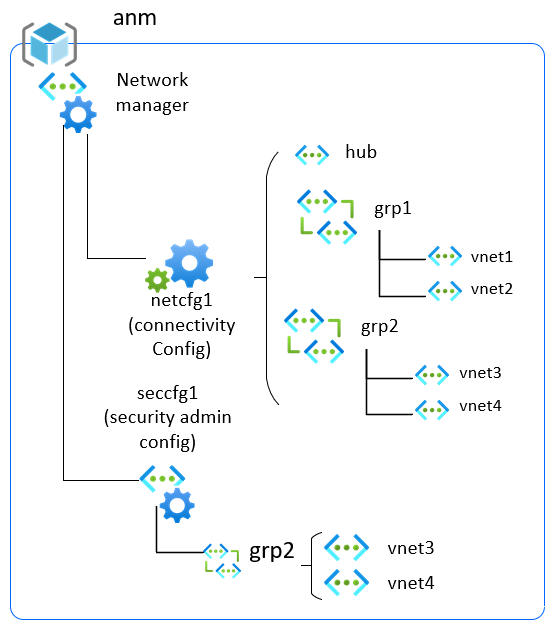 anm
Network
manager
hub
grp1
vnet1
vnet2
netcfg1
(connectivity
Config)
grp2
vnet3
vnet4
seccfg1
(security admin
config)
grp2
vnet3
vnet4